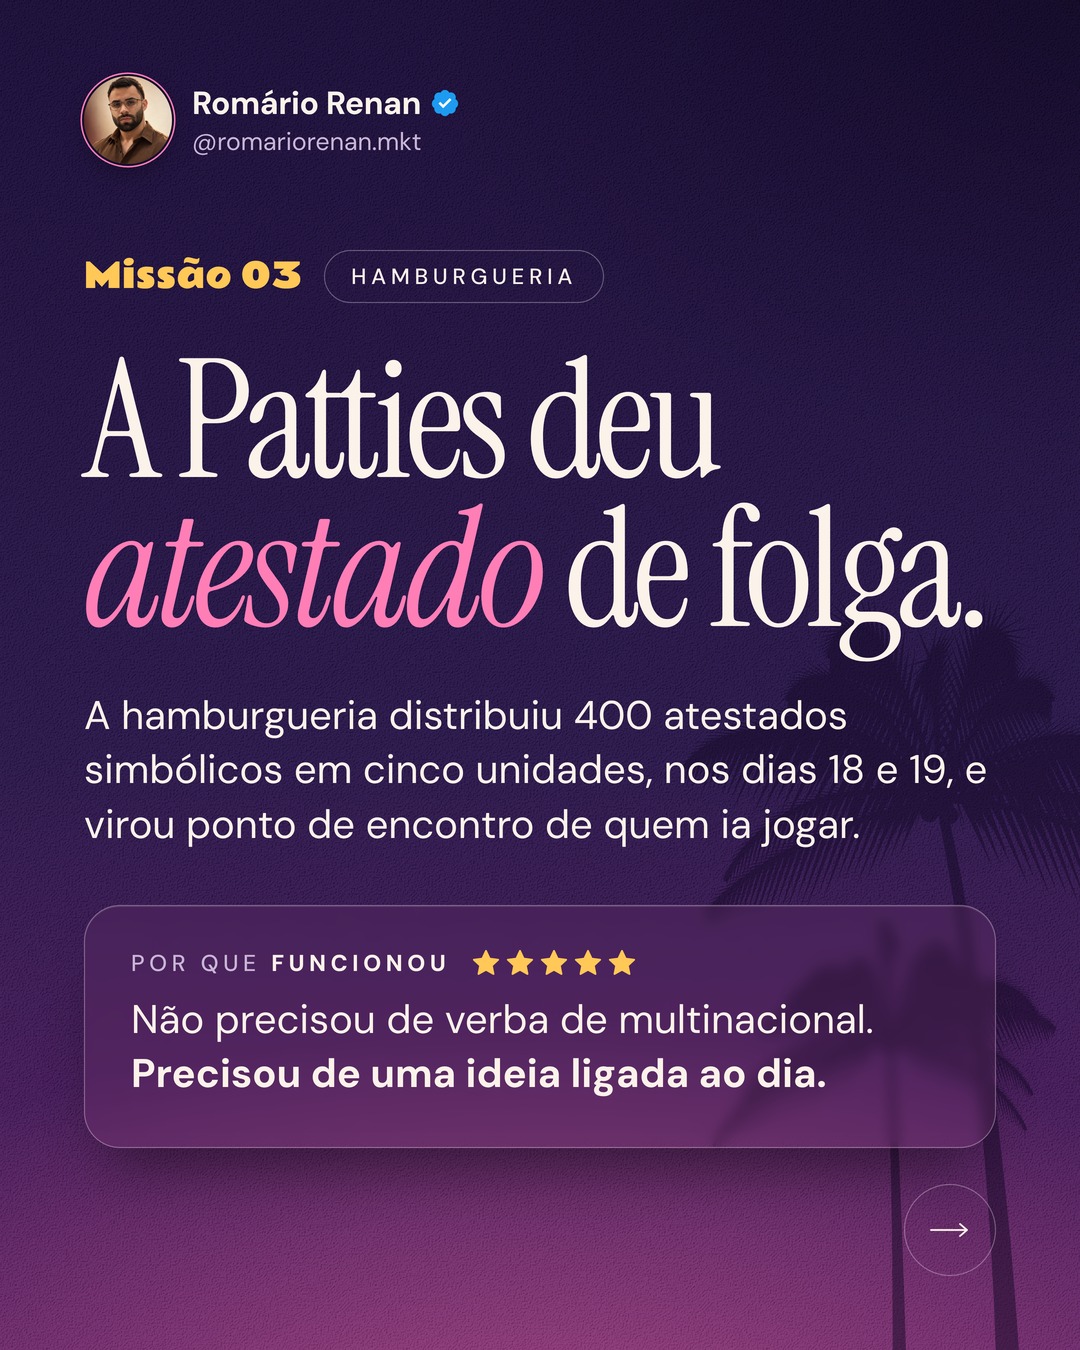 Romário Renan
@romariorenan.mkt
Missão 03
HAMBURGUERIA
A Patties deu
atestado de folga.
A hamburgueria distribuiu 400 atestados
simbólicos em cinco unidades, nos dias 18 e 19, e
virou ponto de encontro de quem ia jogar.
POR QUE FUNCIONOU
Não precisou de verba de multinacional.
Precisou de uma ideia ligada ao dia.